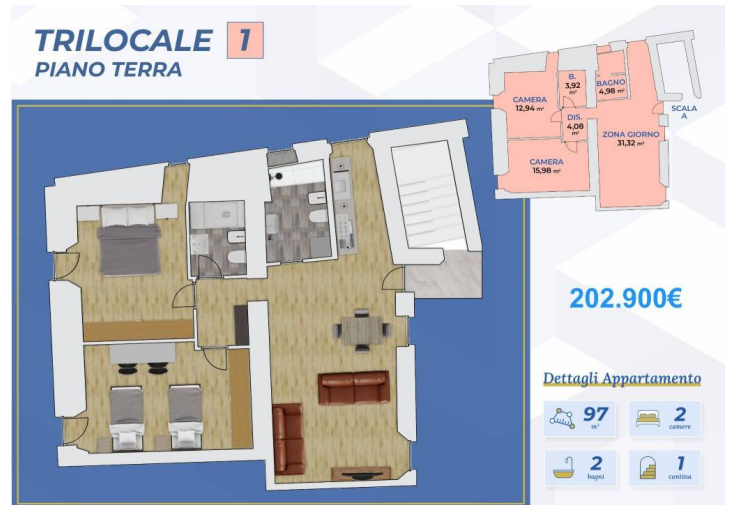 TRILOCALE 1
PIANO TERRA
B.
3,92
m²
BAGNO
4,98 m²
CAMERA
12,94 m²
SCALA
A
DIS.
4,08
m²
ZONA GIORNO
31,32 m²
CAMERA
15,98 m²
202.900€
Dettagli Appartamento
97
m²
2
camere
2
bagni
1
cantina